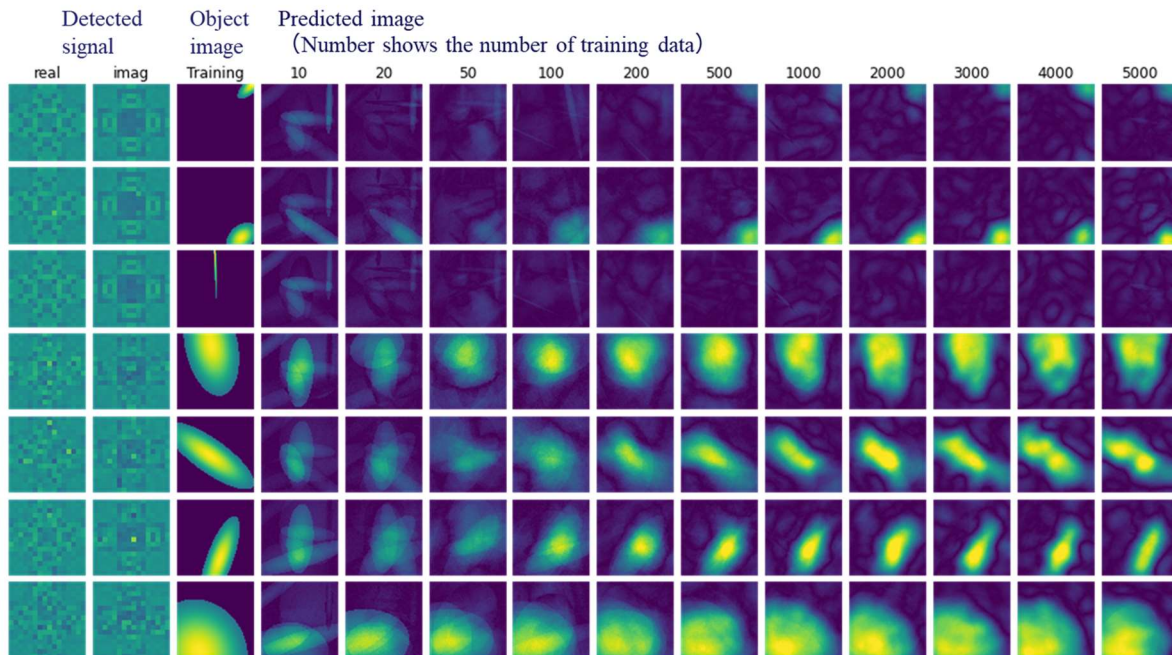 Detected Object Predicted image
signal image （Number shows the number of training data）
real imag Training 10 20 50 100 200 500 1000 2000 3000 4000 5000